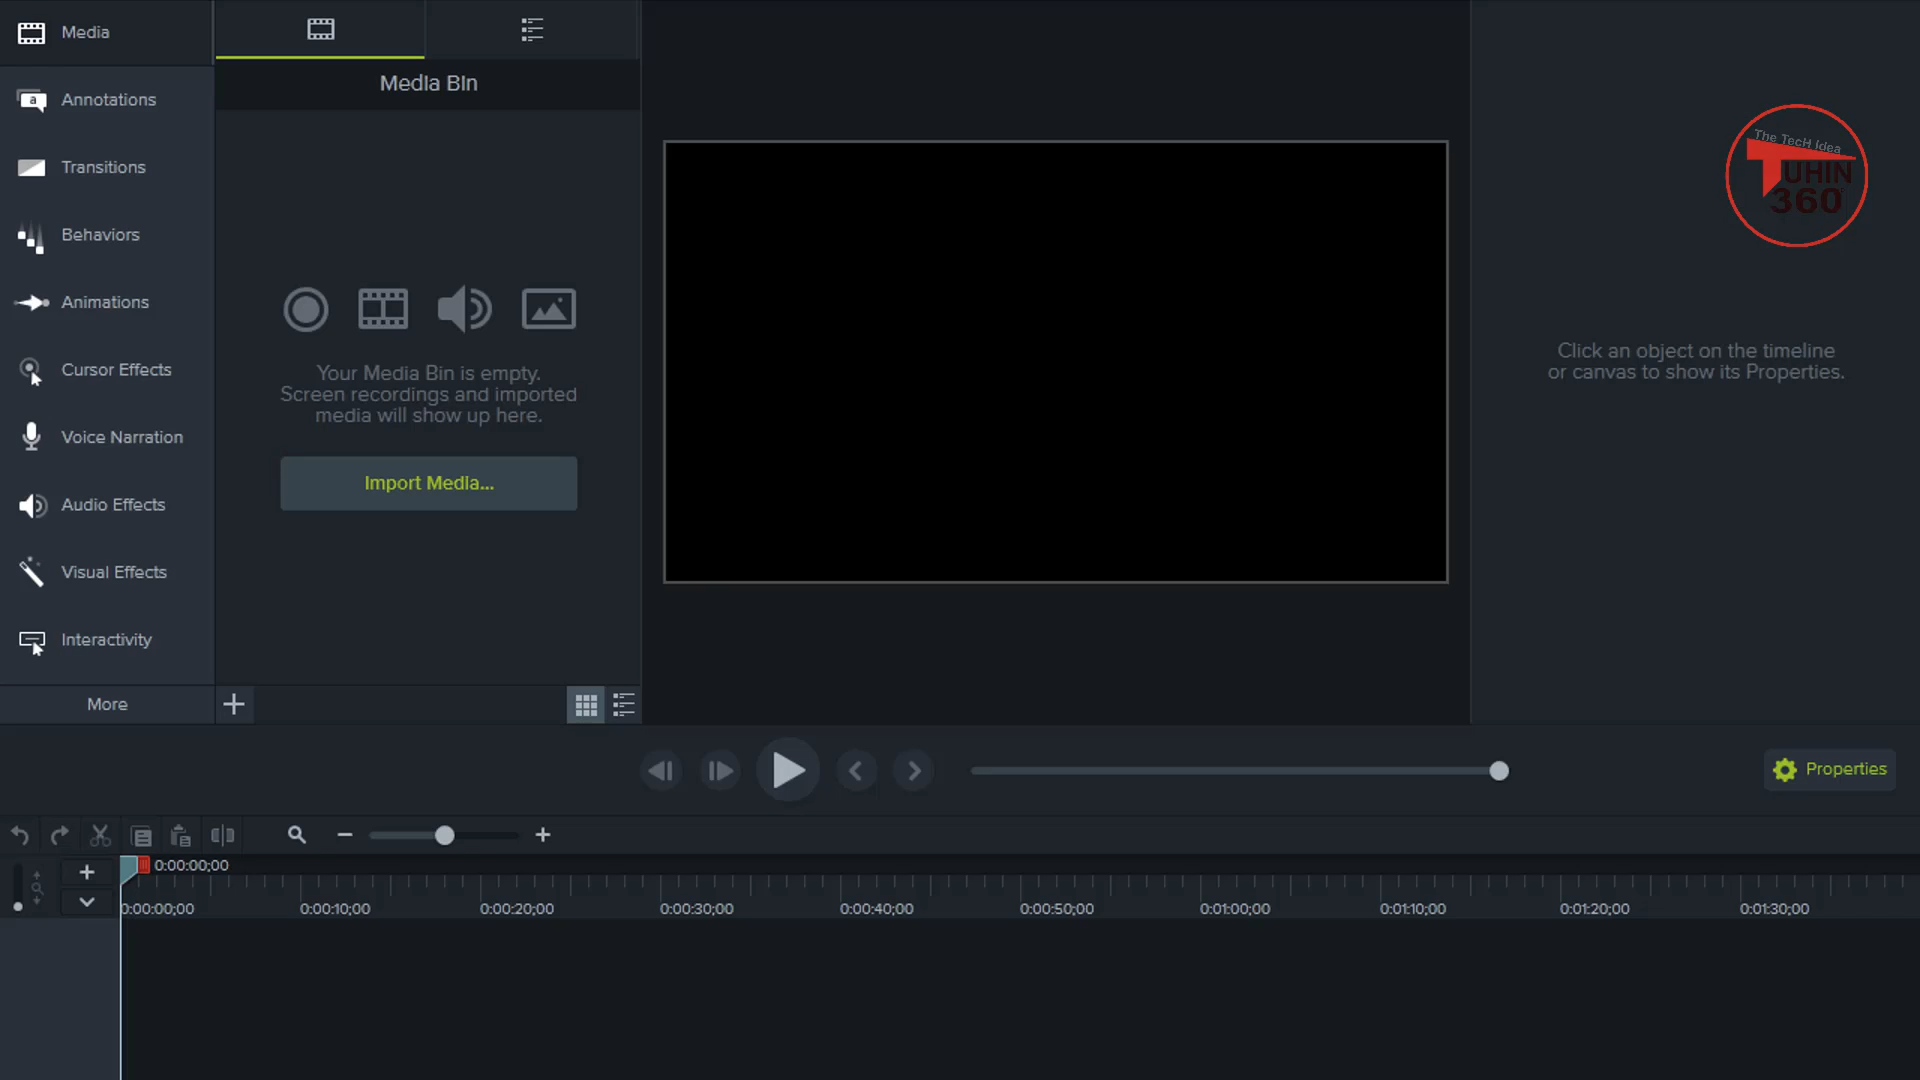 Media
Annotations
Transitions
Behaviors
Animations
Cursor Effects
Voice Narration
Audio Effects
Visual Effects
Interactivity
More
Media Bin
Your Media Bin is empty.
Screen recordings and imported
media will show up here.
Import Media...
The TecH Idea
TUHIN
360
Click an object on the timeline
or canvas to show its Properties.
Properties
0:00:00;00
0:00:00;00
0:00:10;00
0:00:20;00
0:00:30;00
0:00:40;00
0:00:50;00
0:01:00;00
0:01:10;00
0:01:20;00
0:01:30;00